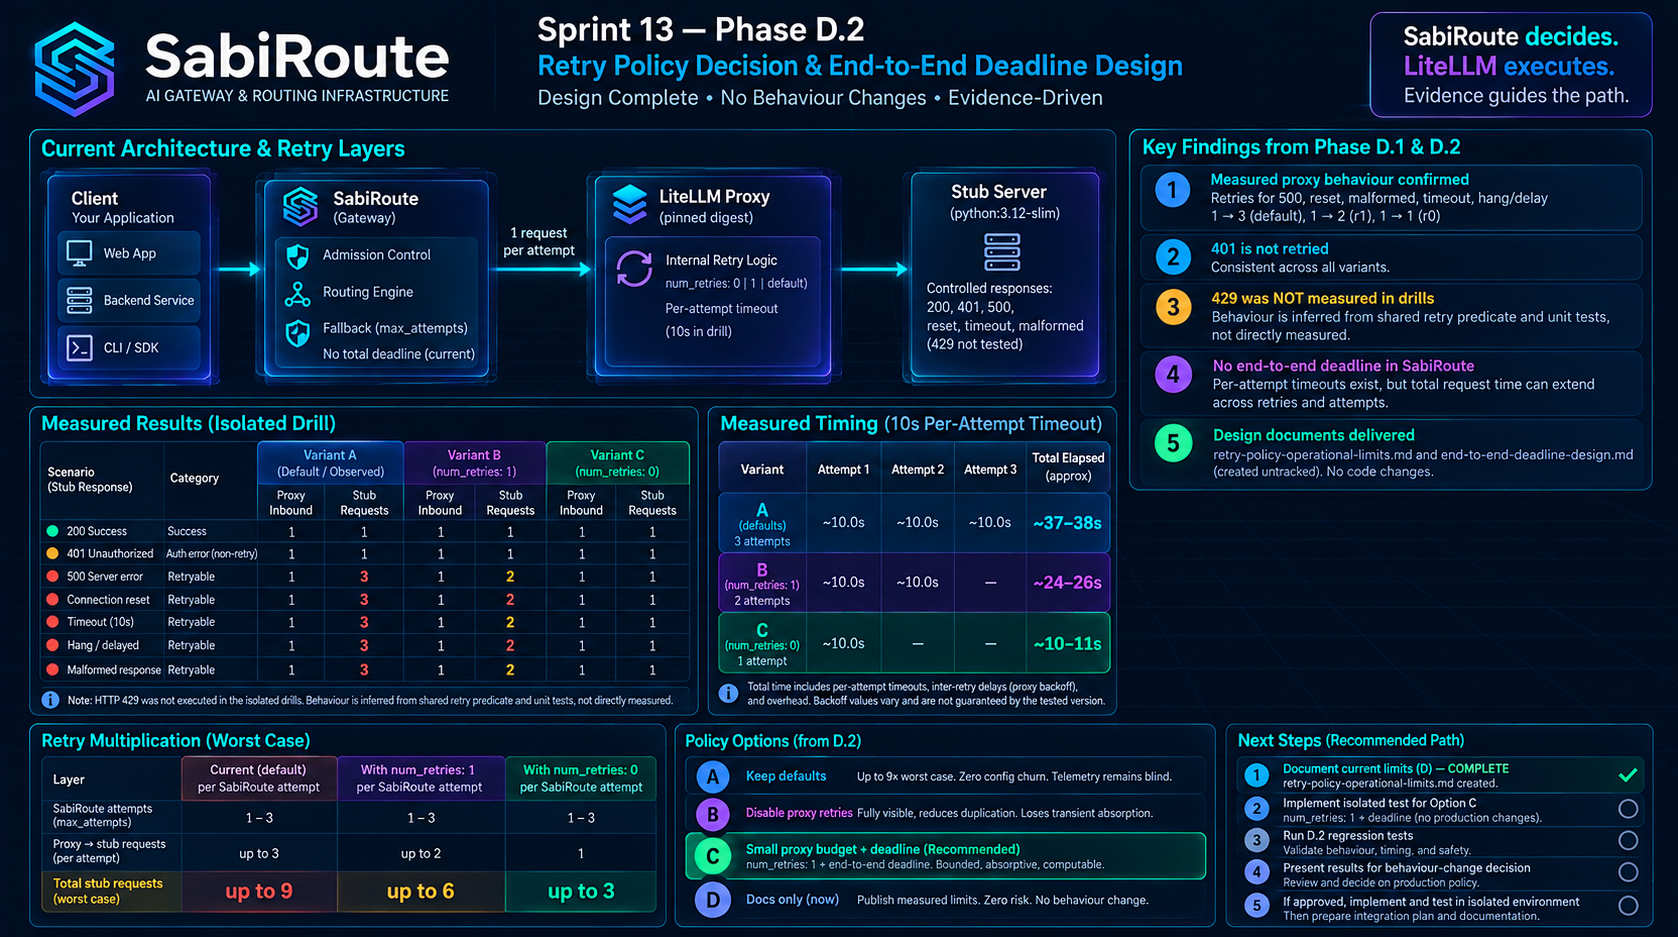 SabiRoute
AI GATEWAY & ROUTING INFRASTRUCTURE
Sprint 13 — Phase D.2
Retry Policy Decision & End-to-End Deadline Design
Design Complete • No Behaviour Changes • Evidence-Driven
SabiRoute decides.
LiteLLM executes.
Evidence guides the path.
Current Architecture & Retry Layers
Client
Your Application
Web App
Backend Service
CLI / SDK
SabiRoute
(Gateway)
Admission Control
Routing Engine
Fallback (max_attempts)
No total deadline (current)
1 request
per attempt
LiteLLM Proxy
(pinned digest)
Internal Retry Logic
num_retries: 0 | 1 | default)
Per-attempt timeout
(10s in drill)
Stub Server
(python:3.12-slim)
Controlled responses:
200, 401, 500,
reset, timeout, malformed
(429 not tested)
Key Findings from Phase D.1 & D.2
1
Measured proxy behaviour confirmed
Retries for 500, reset, malformed, timeout, hang/delay
1 → 3 (default), 1 → 2 (r1), 1 → 1 (r0)
2
401 is not retried
Consistent across all variants.
3
429 was NOT measured in drills
Behaviour is inferred from shared retry predicate and unit tests,
not directly measured.
4
No end-to-end deadline in SabiRoute
Per-attempt timeouts exist, but total request time can extend
across retries and attempts.
5
Design documents delivered
retry-policy-operational-limits.md and end-to-end-deadline-design.md
(created untracked). No code changes.
Measured Results (Isolated Drill)
Scenario
(Stub Response)
Category
Variant A
(Default / Observed)
Variant B
(num_retries: 1)
Variant C
(num_retries: 0)
Proxy Inbound
Stub Requests
Proxy Inbound
Stub Requests
Proxy Inbound
Stub Requests
200 Success Success 1 1 1 1 1 1
401 Unauthorized Auth error (non-retry) 1 1 1 1 1 1
500 Server error Retryable 1 3 1 2 1 1
Connection reset Retryable 1 3 1 2 1 1
Timeout (10s) Retryable 1 3 1 2 1 1
Hang / delayed Retryable 1 3 1 2 1 1
Malformed response Retryable 1 3 1 2 1 1
Note: HTTP 429 was not executed in the isolated drills. Behaviour is inferred from shared retry predicate and unit tests, not directly measured.
Measured Timing (10s Per-Attempt Timeout)
Variant Attempt 1 Attempt 2 Attempt 3 Total Elapsed
(approx)
A
(defaults)
3 attempts
~10.0s ~10.0s ~10.0s ~37–38s
B
(num_retries: 1)
2 attempts
~10.0s ~10.0s — ~24–26s
C
(num_retries: 0)
1 attempt
~10.0s — — ~10–11s
Total time includes per-attempt timeouts, inter-retry delays (proxy backoff),
and overhead. Backoff values vary and are not guaranteed by the tested version.
Retry Multiplication (Worst Case)
Layer
Current (default)
per SabiRoute attempt
With num_retries: 1
per SabiRoute attempt
With num_retries: 0
per SabiRoute attempt
SabiRoute attempts
(max_attempts)
1 – 3 1 – 3 1 – 3
Proxy → stub requests
(per attempt)
up to 3 up to 2 1
Total stub requests
(worst case)
up to 9 up to 6 up to 3
Policy Options (from D.2)
A Keep defaults Up to 9x worst case. Zero config churn. Telemetry remains blind.
B Disable proxy retries Fully visible, reduces duplication. Loses transient absorption.
C Small proxy budget + deadline (Recommended)
num_retries: 1 + end-to-end deadline. Bounded, absorptive, computable.
D Docs only (now) Publish measured limits. Zero risk. No behaviour change.
Next Steps (Recommended Path)
1
Document current limits (D) — COMPLETE
retry-policy-operational-limits.md created.
2
Implement isolated test for Option C
num_retries: 1 + deadline (no production changes).
3
Run D.2 regression tests
Validate behaviour, timing, and safety.
4
Present results for behaviour-change decision
Review and decide on production policy.
5
If approved, implement and test in isolated environment
Then prepare integration plan and documentation.